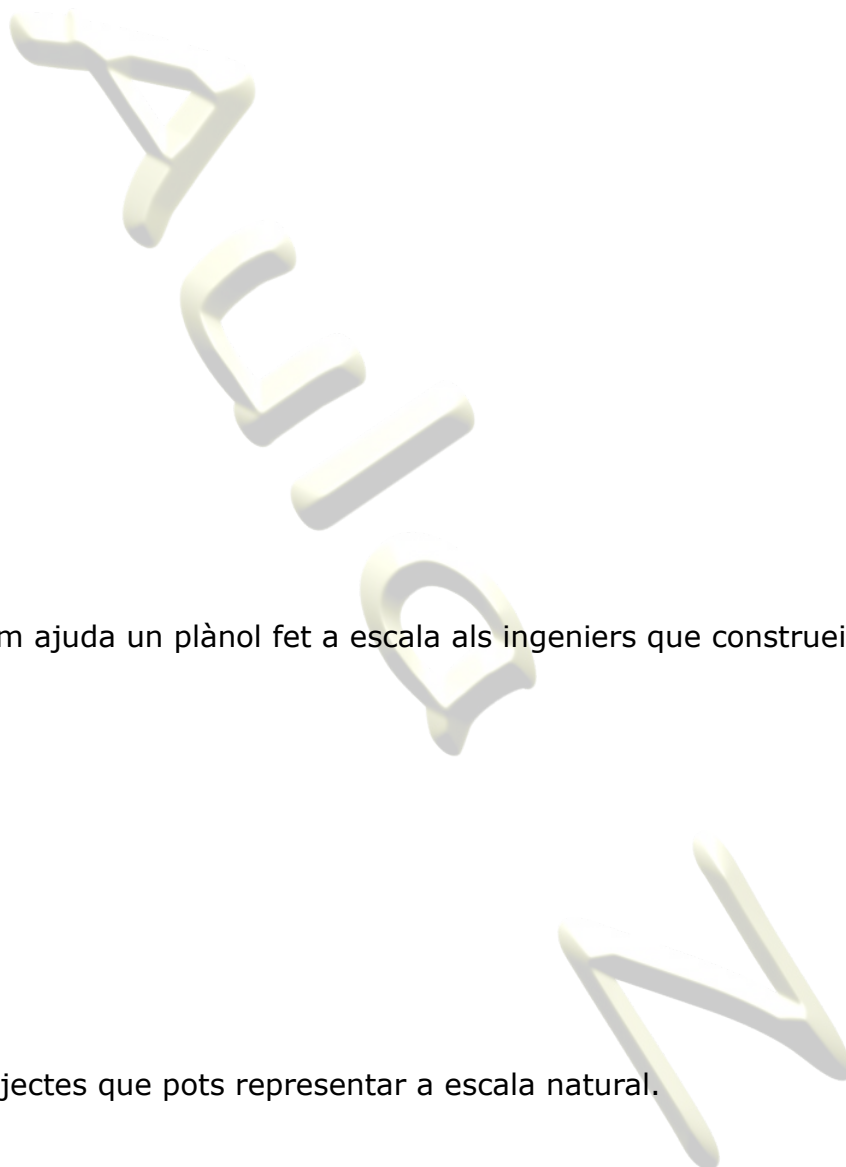 m ajuda un plànol fet a escala als ingeniers que construei
jectes que pots representar a escala natural.